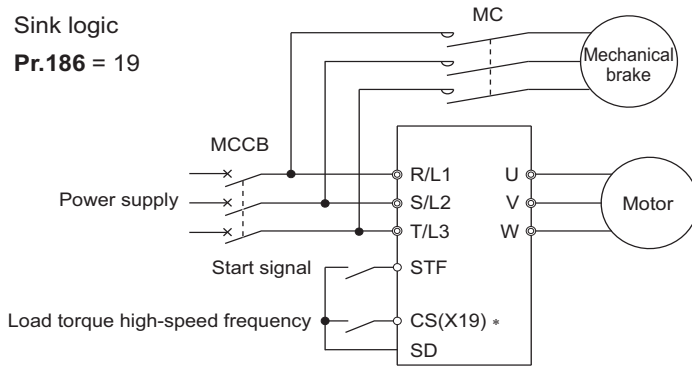 Sink logic
Pr.186 = 19
MC
Mechanical
brake
MCCB
Power supply
R/L1
S/L2
T/L3
U
V
W
Motor
Start signal
STF
Load torque high-speed frequency
CS(X19) *
SD